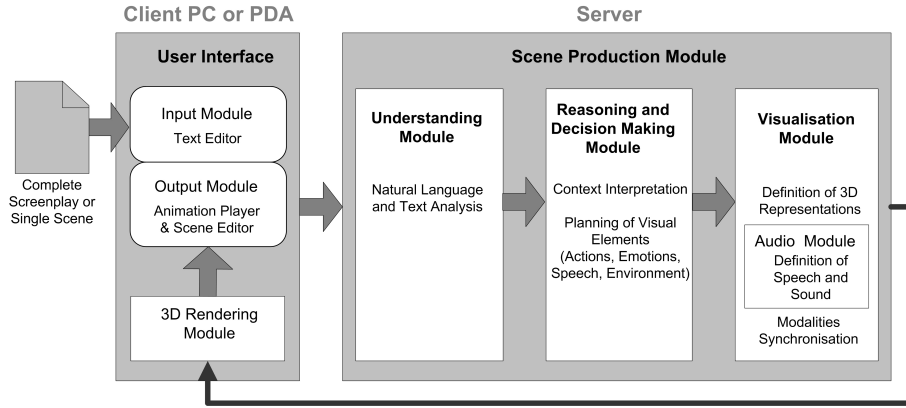 Client PC or PDA
Server
User Interface
Scene Production Module
Complete
Screenplay or
Single Scene
Input Module
Text Editor
Output Module
Animation Player
& Scene Editor
3D Rendering
Module
Understanding
Module
Natural Language
and Text Analysis
Reasoning and
Decision Making
Module
Context Interpretation
Planning of Visual
Elements
(Actions, Emotions,
Speech, Environment)
Visualisation
Module
Definition of 3D
Representations
Audio Module
Definition of
Speech and
Sound
Modalities
Synchronisation